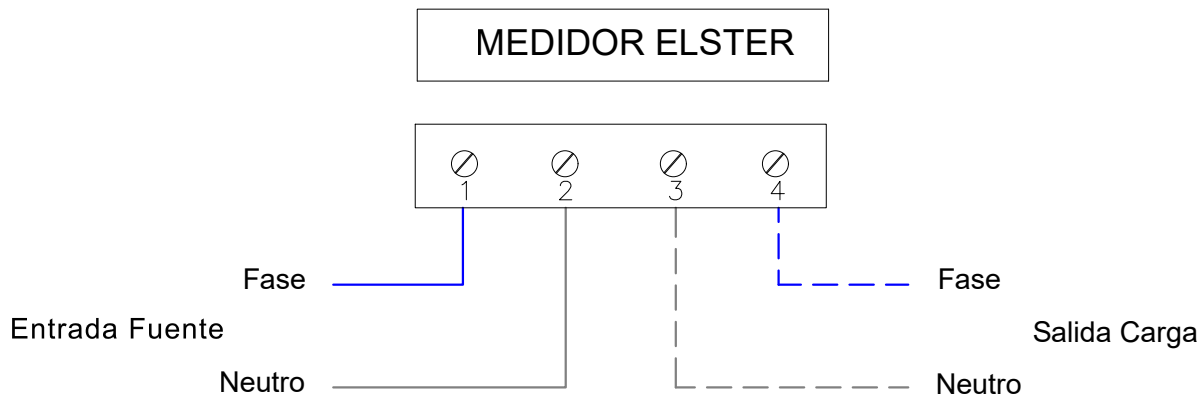 MEDIDOR ELSTER
1 2 3 4
Fase Fase
Entrada Fuente Salida Carga
Neutro Neutro